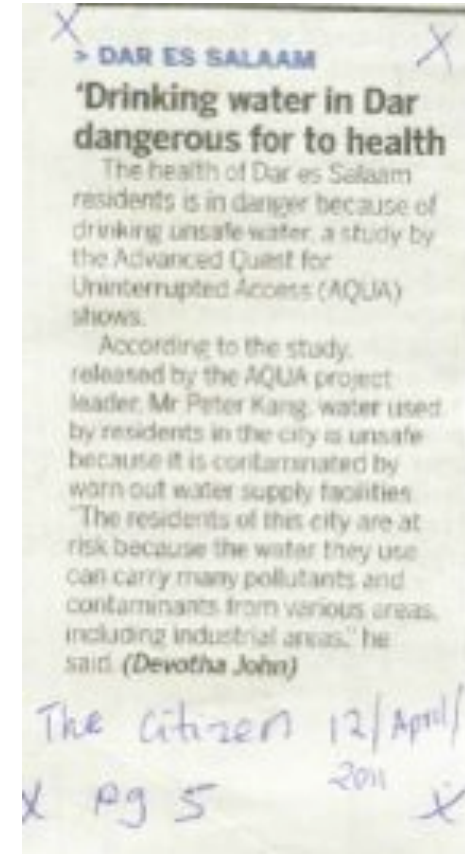 X X
> DAR ES SALAAM
'Drinking water in Dar
dangerous for to health
The health of Dar es Salaam
residents is in danger because of
drinking unsafe water, a study by
the Advanced Quest for
Uninterrupted Access (AQUA)
shows.
According to the study,
released by the AQUA project
leader, Mr Peter Kang, water used
by residents in the city is unsafe
because it is contaminated by
worn out water supply facilities.
"The residents of this city are at
risk because the water they use
can carry many pollutants and
contaminants from various areas,
including industrial areas," he
said. (Devotha John)
The Citizen 12/April/
2011
X pg 5 X